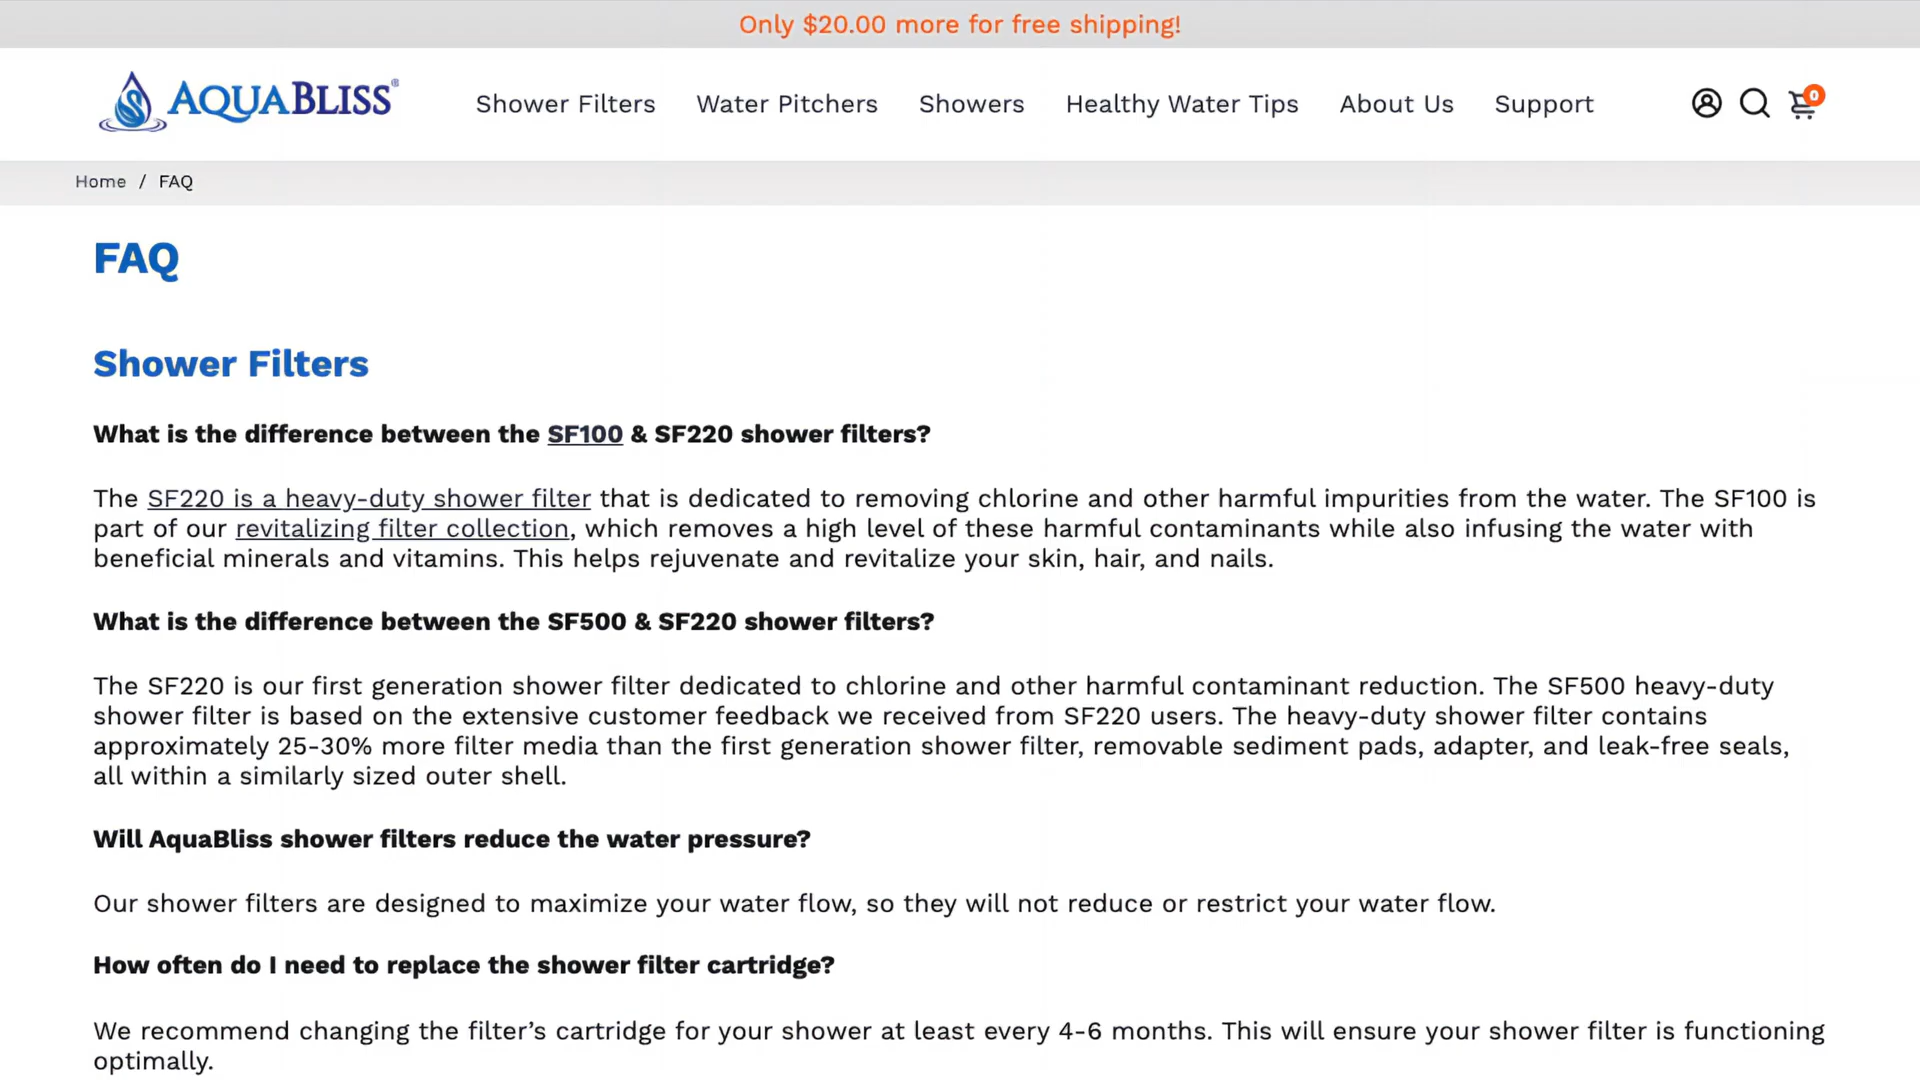 Only $20.00 more for free shipping!
AQUABLISS®
Shower Filters
Water Pitchers
Showers
Healthy Water Tips
About Us
Support
0
Home / FAQ
FAQ
Shower Filters
What is the difference between the SF100 & SF220 shower filters?
The SF220 is a heavy-duty shower filter that is dedicated to removing chlorine and other harmful impurities from the water. The SF100 is
part of our revitalizing filter collection, which removes a high level of these harmful contaminants while also infusing the water with
beneficial minerals and vitamins. This helps rejuvenate and revitalize your skin, hair, and nails.
What is the difference between the SF500 & SF220 shower filters?
The SF220 is our first generation shower filter dedicated to chlorine and other harmful contaminant reduction. The SF500 heavy-duty
shower filter is based on the extensive customer feedback we received from SF220 users. The heavy-duty shower filter contains
approximately 25-30% more filter media than the first generation shower filter, removable sediment pads, adapter, and leak-free seals,
all within a similarly sized outer shell.
Will AquaBliss shower filters reduce the water pressure?
Our shower filters are designed to maximize your water flow, so they will not reduce or restrict your water flow.
How often do I need to replace the shower filter cartridge?
We recommend changing the filter’s cartridge for your shower at least every 4-6 months. This will ensure your shower filter is functioning
optimally.